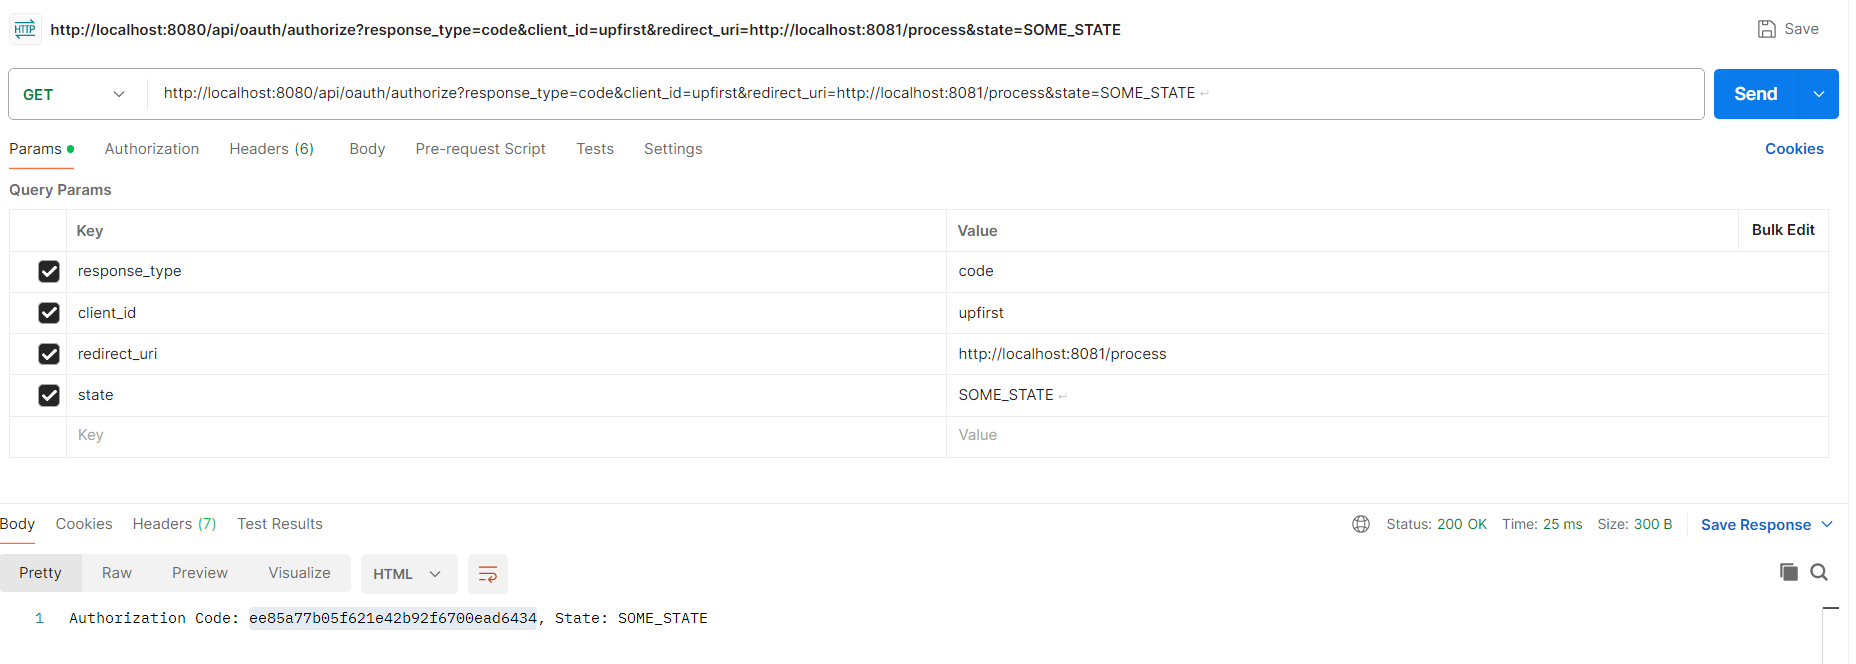 HTTP http://localhost:8080/api/oauth/authorize?response_type=code&client_id=upfirst&redirect_uri=http://localhost:8081/process&state=SOME_STATE Save
GET http://localhost:8080/api/oauth/authorize?response_type=code&client_id=upfirst&redirect_uri=http://localhost:8081/process&state=SOME_STATE ↵ Send
Params Authorization Headers (6) Body Pre-request Script Tests Settings Cookies
Query Params
Key Value Bulk Edit
response_type code
client_id upfirst
redirect_uri http://localhost:8081/process
state SOME_STATE ↵
Key Value
Body Cookies Headers (7) Test Results Status: 200 OK Time: 25 ms Size: 300 B Save Response
Pretty Raw Preview Visualize HTML
1 Authorization Code: ee85a77b05f621e42b92f6700ead6434, State: SOME_STATE